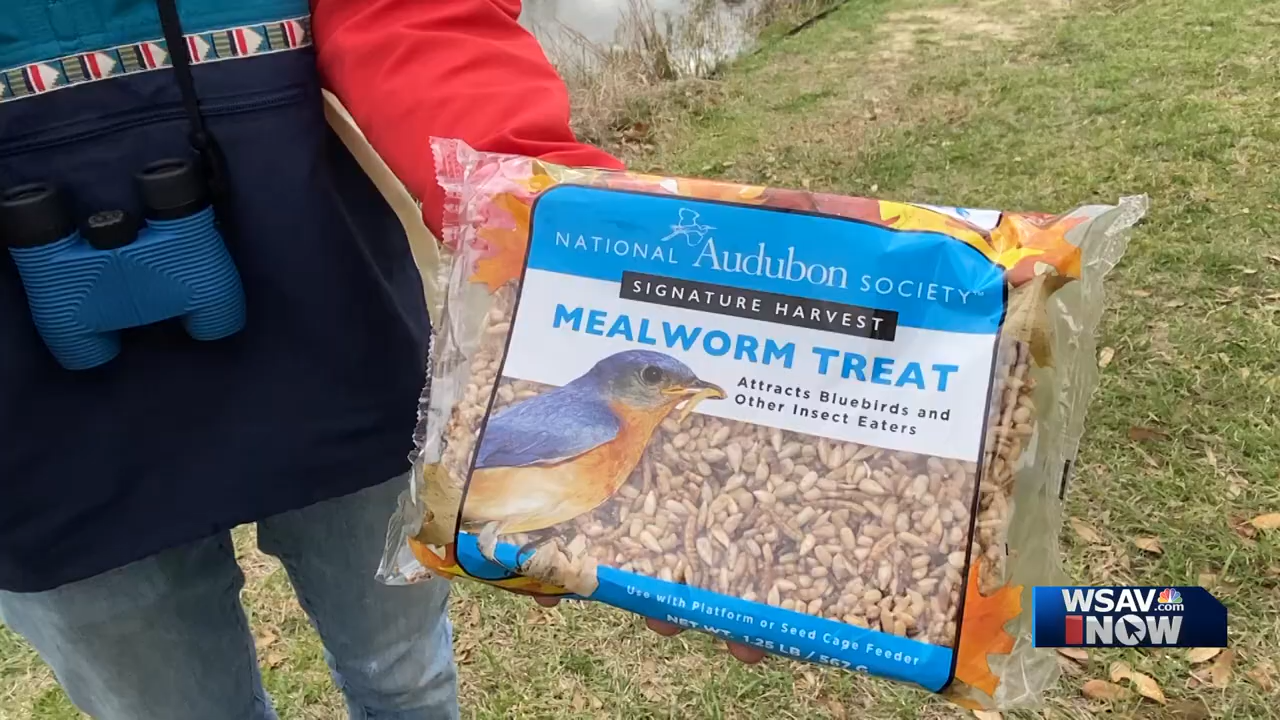 NATIONAL Audubon SOCIETY™
SIGNATURE HARVEST
MEALWORM TREAT
Attracts Bluebirds and
Other Insect Eaters
Use with Platform or Seed Cage Feeder
NET WT. 1.25 LB / 567 G
WSAV.com
NOW